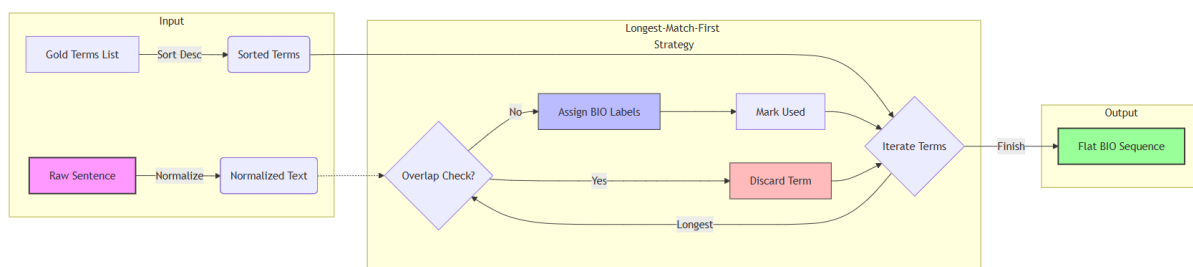 Input
Gold Terms List
Sort Desc
Sorted Terms
Raw Sentence
Normalize
Normalized Text
Longest-Match-First
Strategy
Overlap Check?
No
Assign BIO Labels
Mark Used
Yes
Discard Term
Longest
Iterate Terms
Finish
Output
Flat BIO Sequence